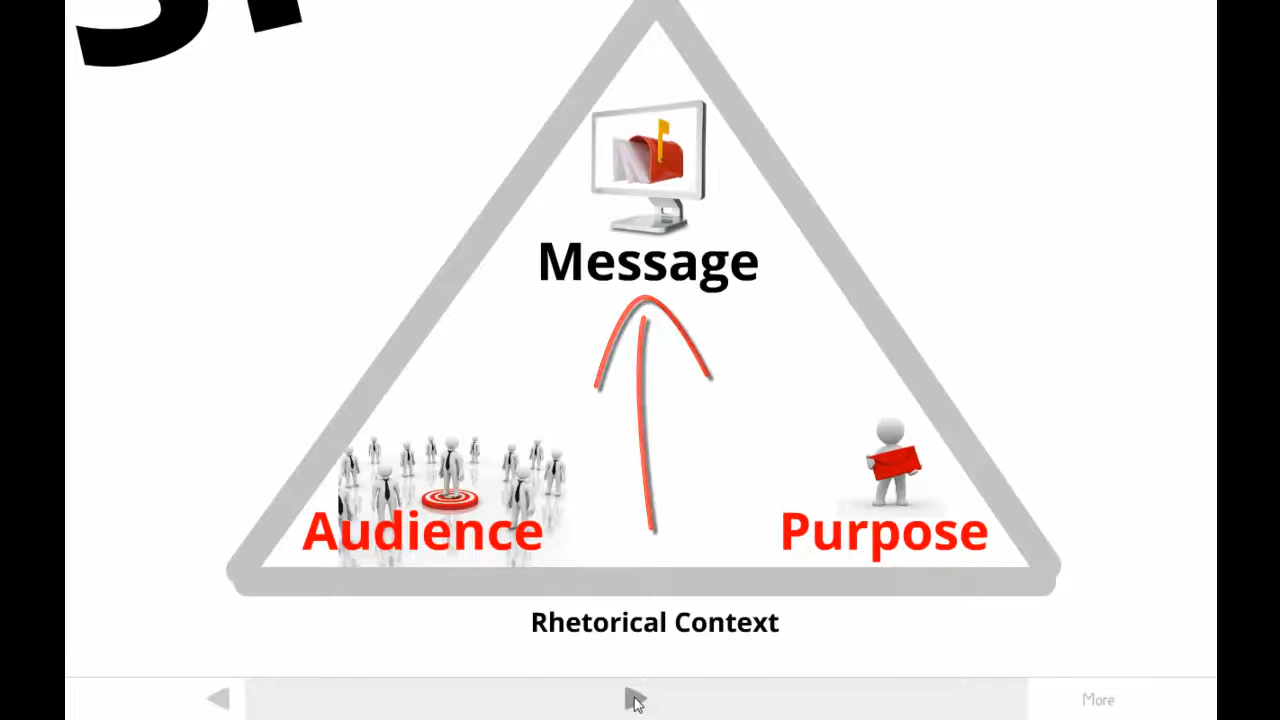 Message
Audience
Purpose
Rhetorical Context
More